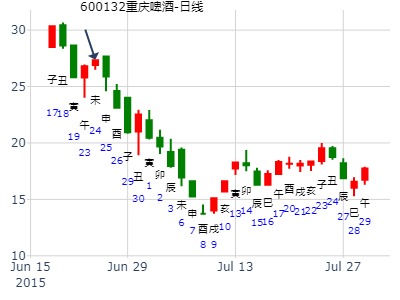 600132重庆啤酒-日线
30
25
20
15
10
子 丑 寅 午 未 申 酉 子 丑 寅 卯 辰 未 申 酉 戌 亥 寅 卯 辰 巳 午 酉 戌 亥 子 丑 辰 巳 午
17 18 19 23 24 25 26 29 30 1 2 3 6 7 8 9 10 13 14 15 16 17 20 21 22 23 24 27 28 29
Jun 15
2015
Jun 29
Jul 13
Jul 27